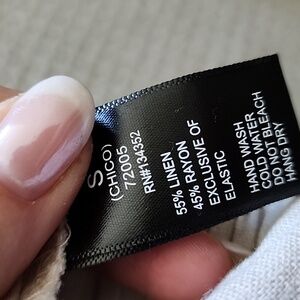 S
(CHICO)
72005
RN#134352
55% LINEN
45% RAYON
EXCLUSIVE OF
ELASTIC
HAND WASH
COLD WATER
DO NOT BLEACH
HANG DRY